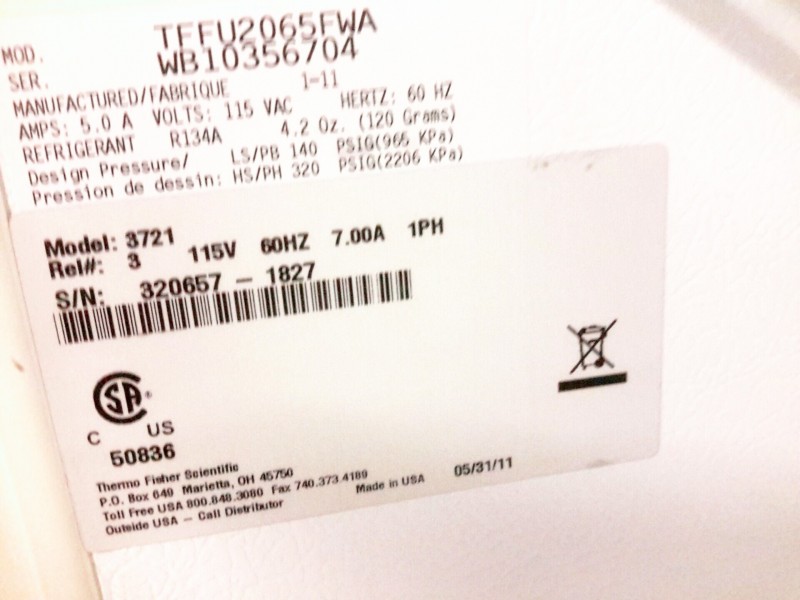 MOD. TFFU2065FWA
SER. WB10356704
MANUFACTURED/FABRIQUE 1-11
AMPS: 5.0 A VOLTS: 115 VAC HERTZ: 60 HZ
REFRIGERANT R134A 4.2 Oz. (120 Grams)
Design Pressure/ LS/PB 140 PSIG(965 KPa)
Pression de dessin: HS/PH 320 PSIG(2206 KPa)
Model: 3721
Rel#: 3 115V 60HZ 7.00A 1PH
S/N: 320657 - 1827
SA®
C US
50836
Thermo Fisher Scientific
P.O. Box 649 Marietta, OH 45750
Toll Free USA 800.848.3080 Fax 740.373.4189
Outside USA - Call Distributor
Made in USA 05/31/11